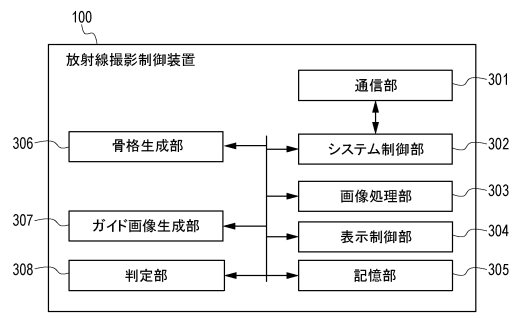 100
放射線撮影制御装置
通信部
301
306
骨格生成部
システム制御部
302
画像処理部
303
307
ガイド画像生成部
表示制御部
304
308
判定部
記憶部
305